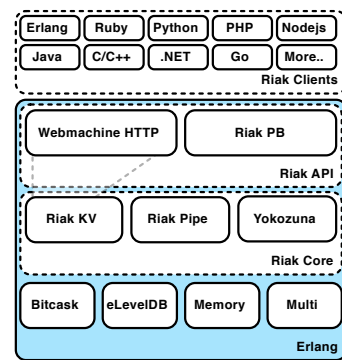 Erlang Ruby Python PHP Nodejs
Java C/C++ .NET Go More..
Riak Clients
Webmachine HTTP Riak PB
Riak API
Riak KV Riak Pipe Yokozuna
Riak Core
Bitcask eLevelDB Memory Multi
Erlang